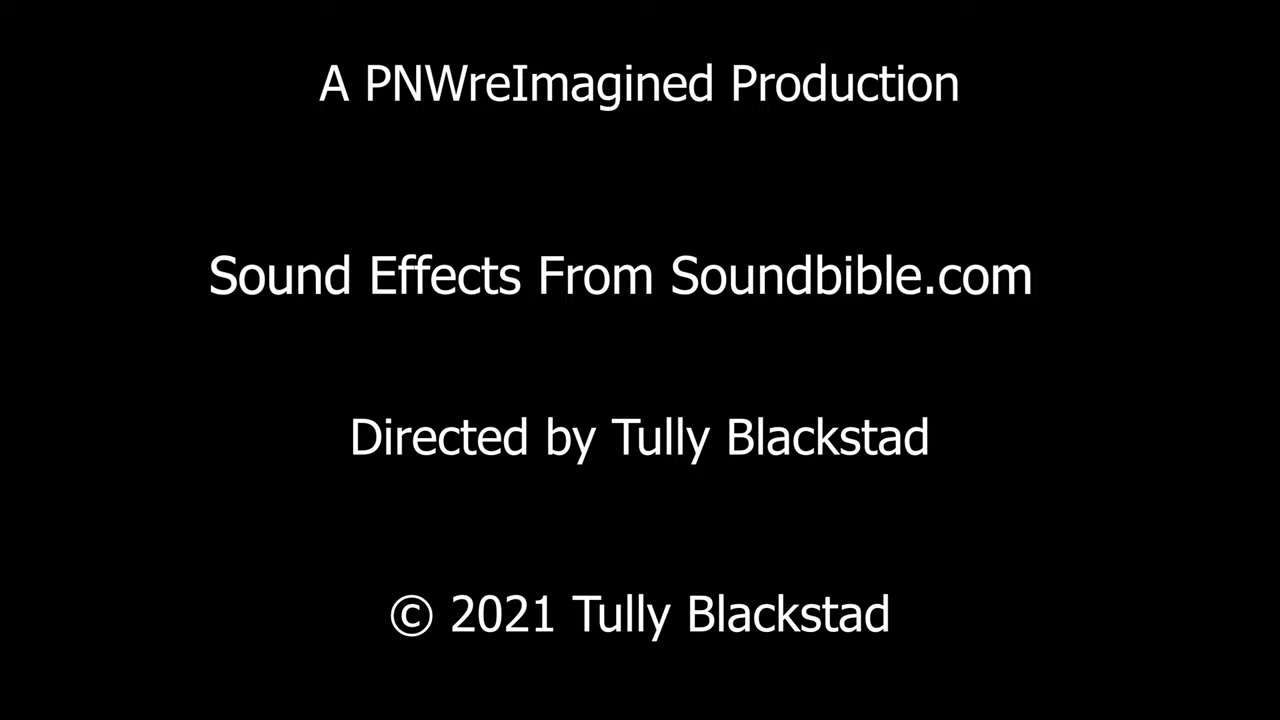 A PNWreImagined Production
Sound Effects From Soundbible.com
Directed by Tully Blackstad
© 2021 Tully Blackstad